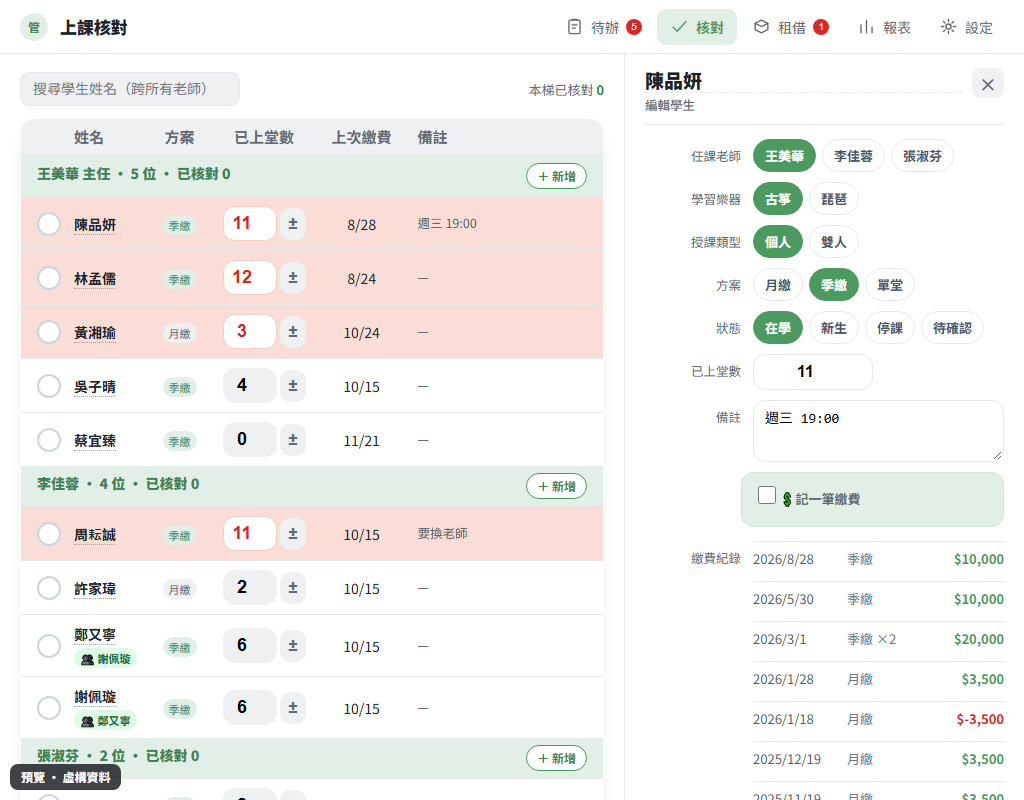 管 上課核對
待辦 5 核對 租借 1 報表 設定
搜尋學生姓名（跨所有老師） 本梯已核對 0
姓名 方案 已上堂數 上次繳費 備註
王美華 主任 · 5 位 · 已核對 0 ＋ 新增
陳品妍 季繳 11 ± 8/28 週三 19:00
林孟儒 季繳 12 ± 8/24 —
黃湘瑜 月繳 3 ± 10/24 —
吳子晴 季繳 4 ± 10/15 —
蔡宜臻 季繳 0 ± 11/21 —
李佳蓉 · 4 位 · 已核對 0 ＋ 新增
周耘誠 季繳 11 ± 10/15 要換老師
許家瑋 月繳 2 ± 10/15 —
鄭又寧 季繳 6 ± 10/15 —
謝佩璇
謝佩璇 季繳 6 ± 10/15 —
鄭又寧
張淑芬 · 2 位 · 已核對 0 ＋ 新增
預覽 · 虛構資料
陳品妍
編輯學生
任課老師 王美華 李佳蓉 張淑芬
學習樂器 古箏 琵琶
授課類型 個人 雙人
方案 月繳 季繳 單堂
狀態 在學 新生 停課 待確認
已上堂數 11
備註 週三 19:00
記一筆繳費
繳費紀錄 2026/8/28 季繳 $10,000
2026/5/30 季繳 $10,000
2026/3/1 季繳 ×2 $20,000
2026/1/28 月繳 $3,500
2026/1/18 月繳 $-3,500
2025/12/19 月繳 $3,500
2025/11/19 月繳 $3,500